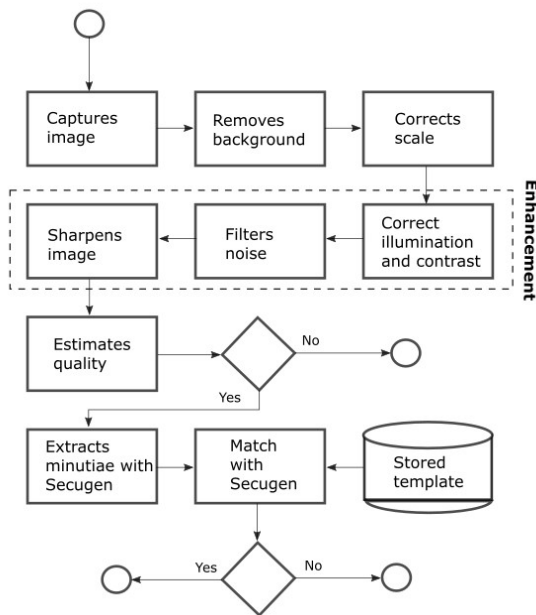 Captures
image
Removes
background
Corrects
scale
Enhancement
Sharpens
image
Filters
noise
Correct
illumination
and contrast
Estimates
quality
No
Yes
Extracts
minutiae with
Secugen
Match
with
Secugen
Stored
template
Yes
No